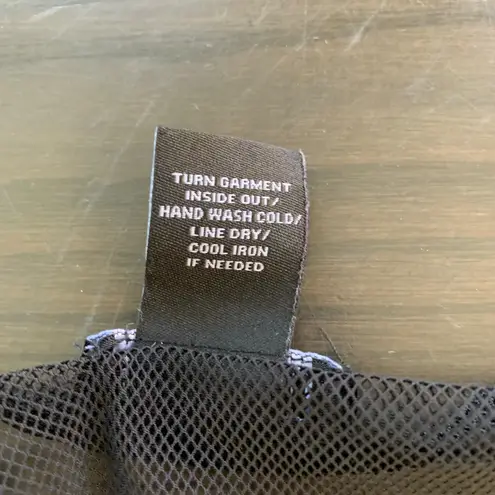 TURN GARMENT
INSIDE OUT/
HAND WASH COLD/
LINE DRY/
COOL IRON
IF NEEDED